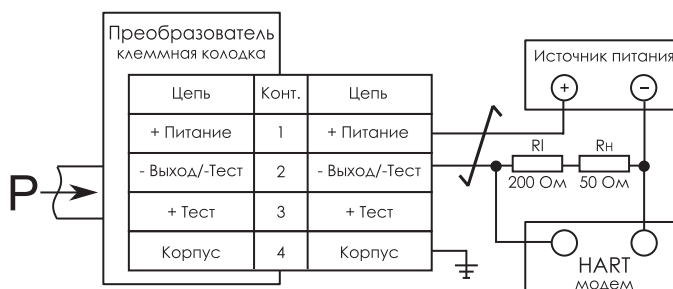 Преобразователь
клеммная колодка
Источник питания
+ −
Цепь Конт. Цепь
+ Питание 1 + Питание
- Выход/-Тест 2 - Выход/-Тест
+ Тест 3 + Тест
Корпус 4 Корпус
P
RI Rн
200 Ом 50 Ом
HART
модем